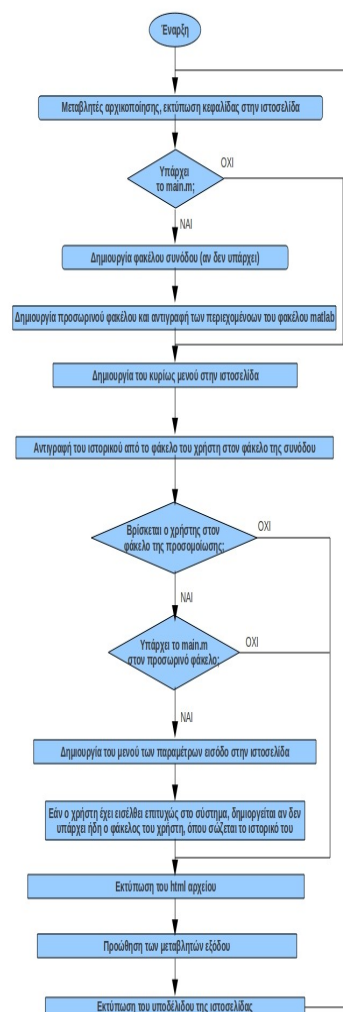 Έναρξη
Μεταβλητές αρχικοποίησης, εκτύπωση κεφαλίδας στην ιστοσελίδα
Υπάρχει
το main.m;
ΟΧΙ
ΝΑΙ
Δημιουργία φακέλου συνόδου (αν δεν υπάρχει)
Δημιουργία προσωρινού φακέλου και αντιγραφή των περιεχομένοων του φακέλου matlab
Δημιουργία του κυρίως μενού στην ιστοσελίδα
Αντιγραφή του ιστορικού από το φάκελο του χρήστη στον φάκελο της συνόδου
Βρίσκεται ο χρήστης στον
φάκελο της προσομοίωσης;
ΟΧΙ
ΝΑΙ
Υπάρχει το main.m
στον προσωρινό φάκελο;
ΟΧΙ
ΝΑΙ
Δημιουργία του μενού των παραμέτρων εισόδο στην ιστοσελίδα
Εάν ο χρήστη έχει εισέλθει επιτυχώς στο σύστημα, δημιοργείται αν δεν
υπάρχει ήδη ο φάκελος του χρήστη, όπου σώζεται το ιστορικό του
Εκτύπωση του html αρχείου
Προώθηση των μεταβλητών εξόδου
Εκτύπωση του υποδέλιδου της ιστοσελίδας